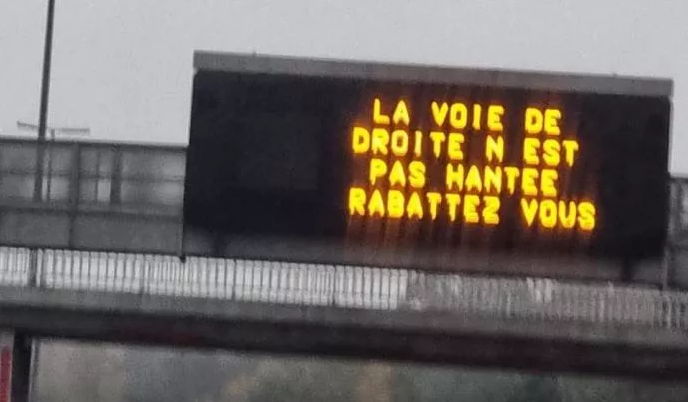 LA VOIE DE
DROITE N EST
PAS HANTEE
RABATTEZ VOUS